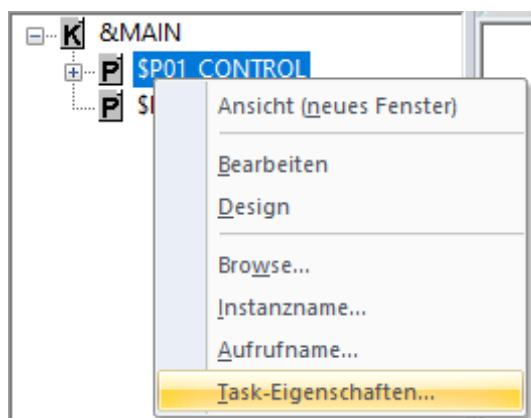 K &MAIN
P $P01_CONTROL
P
Ansicht (neues Fenster)
Bearbeiten
Design
Browse...
Instanzname...
Aufrufname...
Task-Eigenschaften...